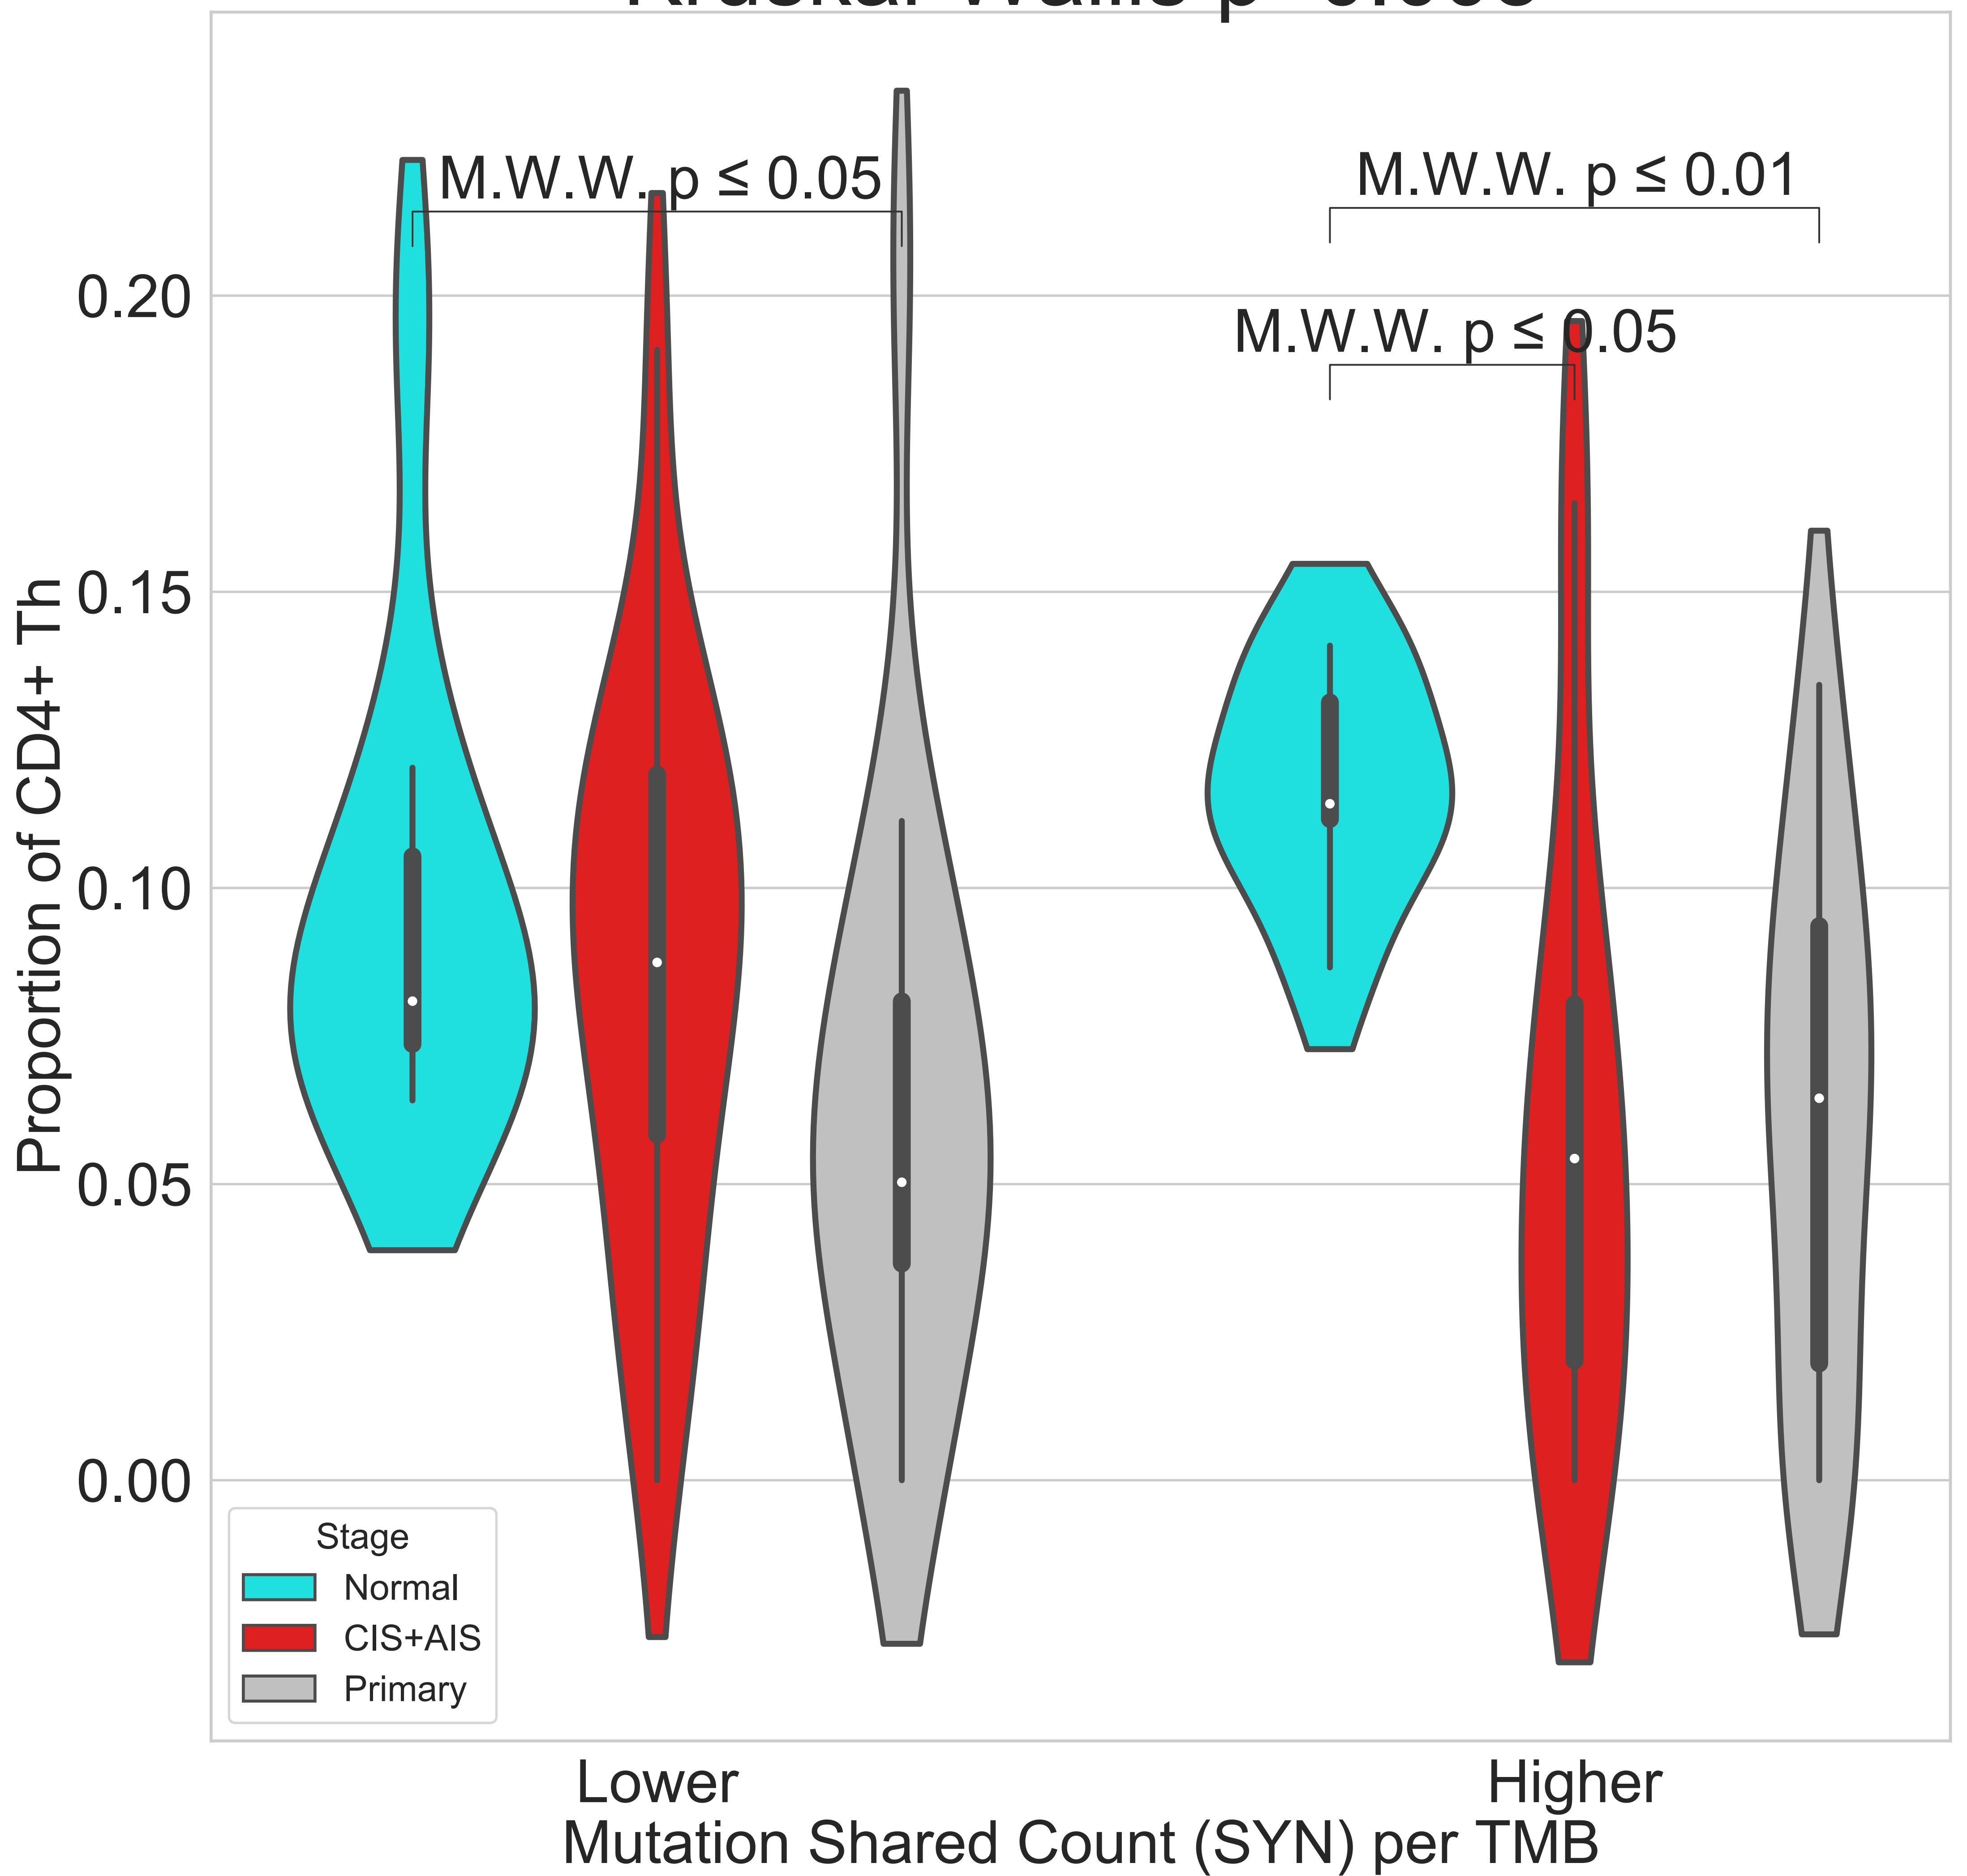 M.W.W. p ≤ 0.05
M.W.W. p ≤ 0.01
M.W.W. p ≤ 0.05
0.20
0.15
0.10
0.05
0.00
Proportion of CD4+ Th
Stage
Normal
CIS+AIS
Primary
Lower
Higher
Mutation Shared Count (SYN) per TMB